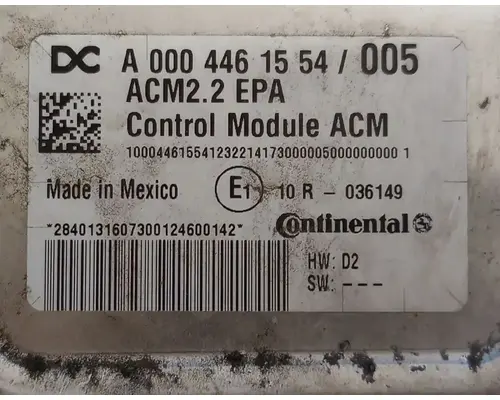 DC A 000 446 15 54 / 005
ACM2.2 EPA
Control Module ACM
10004461554123221417300000500000000 1
Made in Mexico E1 10 R - 036149
*2840131607300124600142* Continental
HW: D2
SW: ---